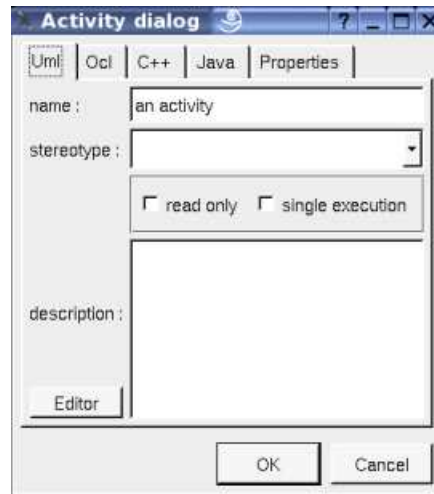 Activity dialog ? _ □ X
Uml Ocl C++ Java Properties
name : an activity
stereotype :
read only single execution
description :
Editor
OK Cancel